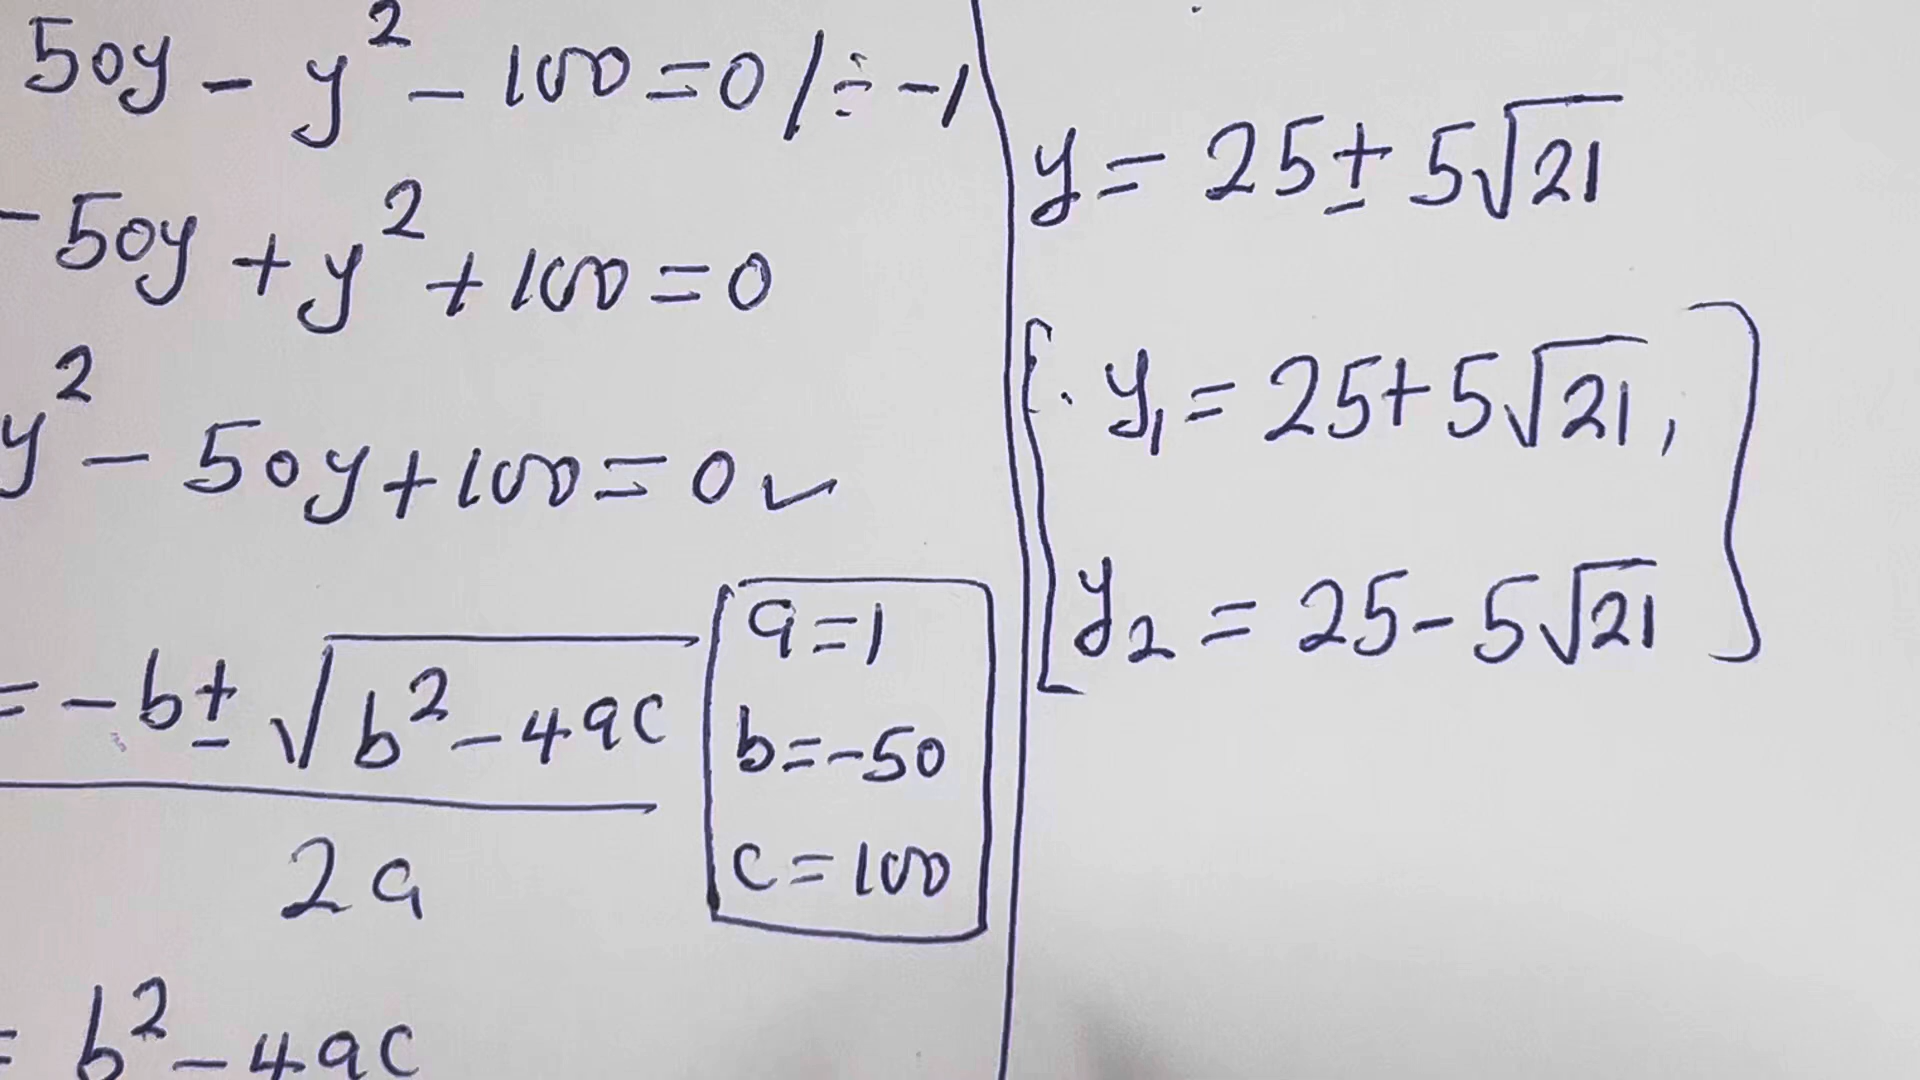 50y - y² - 100 = 0 / ÷ -1
-50y + y² + 100 = 0
y² - 50y + 100 = 0 ✓
= -b ± √(b² - 4ac)
2a
a = 1
b = -50
c = 100
= b² - 4ac
y = 25 ± 5√21
y₁ = 25 + 5√21,
y₂ = 25 - 5√21